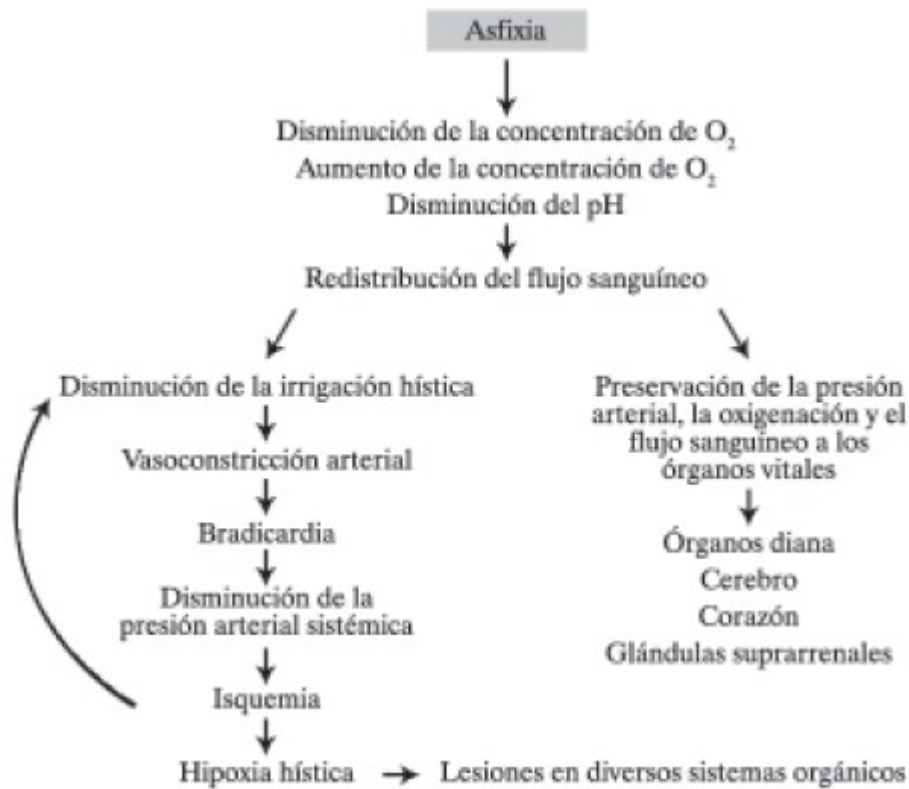 Asfixia
Disminución de la concentración de O₂
Aumento de la concentración de O₂
Disminución del pH
Redistribución del flujo sanguíneo
Disminución de la irrigación hística
Vasoconstricción arterial
Bradicardia
Disminución de la
presión arterial sistémica
Isquemia
Hipoxia hística
Lesiones en diversos sistemas orgánicos
Preservación de la presión
arterial, la oxigenación y el
flujo sanguíneo a los
órganos vitales
Órganos diana
Cerebro
Corazón
Glándulas suprarrenales